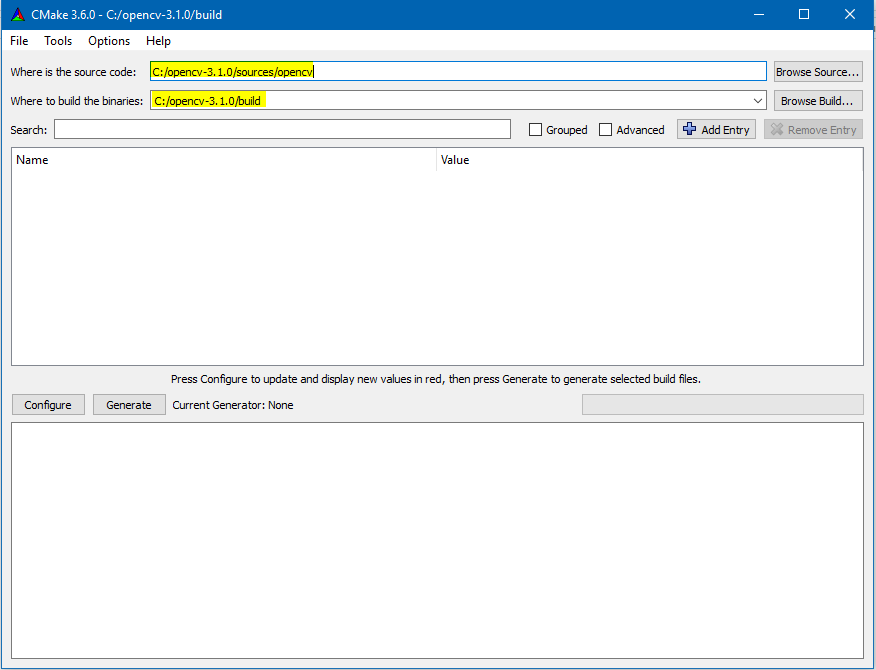 CMake 3.6.0 - C:/opencv-3.1.0/build
File Tools Options Help
Where is the source code: C:/opencv-3.1.0/sources/opencv Browse Source...
Where to build the binaries: C:/opencv-3.1.0/build Browse Build...
Search: Grouped Advanced Add Entry Remove Entry
Name Value
Press Configure to update and display new values in red, then press Generate to generate selected build files.
Configure Generate Current Generator: None